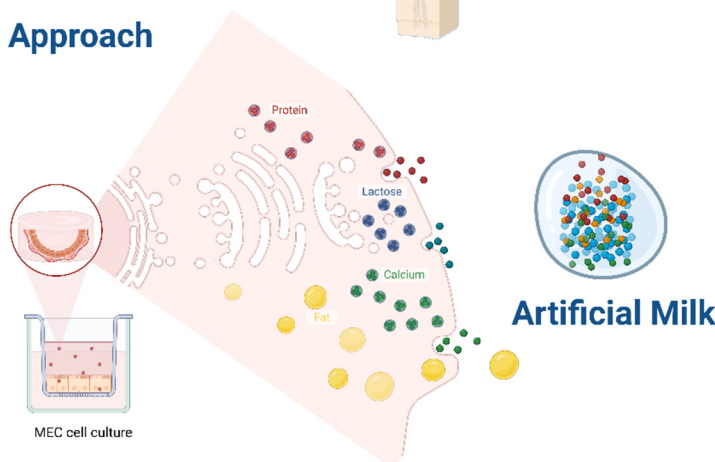 Approach
Protein
Lactose
Calcium
Fat
Artificial Milk
MEC cell culture